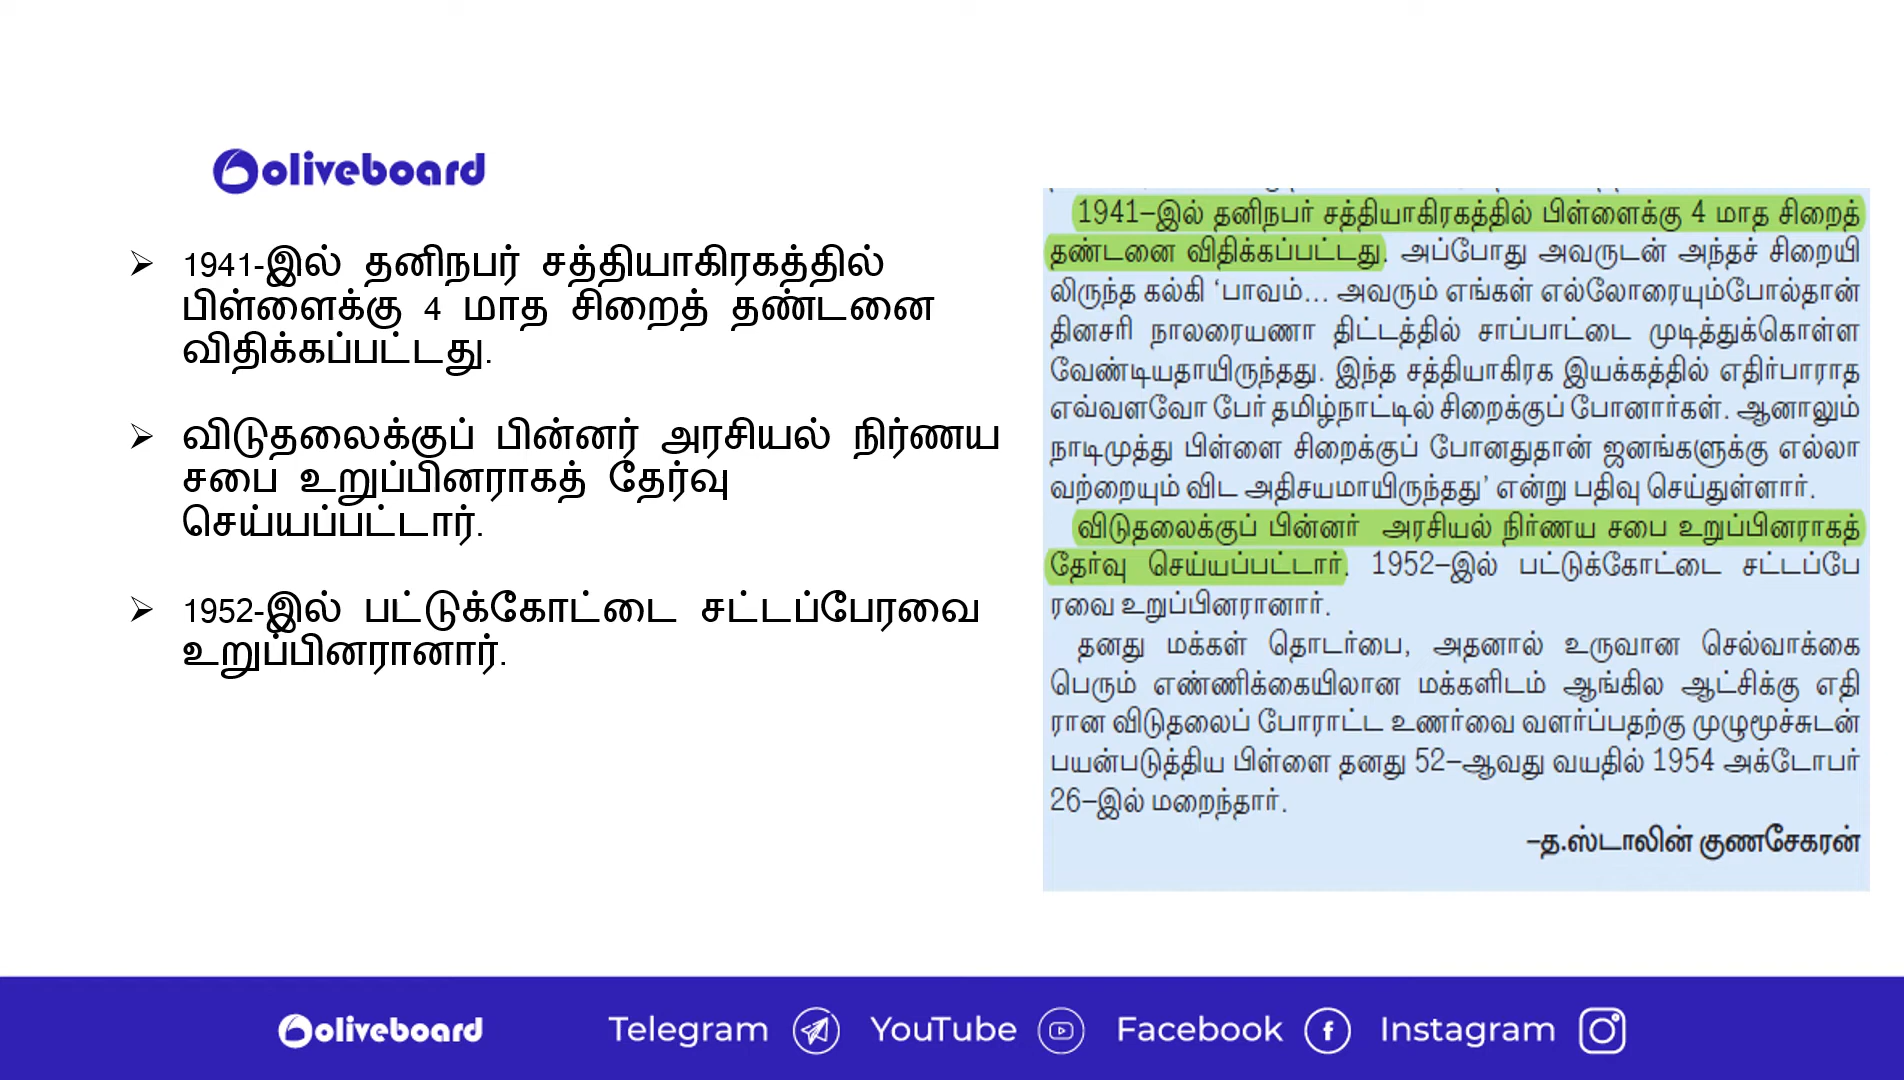 oliveboard
➢ 1941-இல் தனிநபர் சத்தியாகிரகத்தில்
பிள்ளைக்கு 4 மாத சிறைத் தண்டனை
விதிக்கப்பட்டது.
➢ விடுதலைக்குப் பின்னர் அரசியல் நிர்ணய
சபை உறுப்பினராகத் தேர்வு
செய்யப்பட்டார்.
➢ 1952-இல் பட்டுக்கோட்டை சட்டப்பேரவை
உறுப்பினரானார்.
1941–இல் தனிநபர் சத்தியாகிரகத்தில் பிள்ளைக்கு 4 மாத சிறைத்
தண்டனை விதிக்கப்பட்டது. அப்போது அவருடன் அந்தச் சிறையி
லிருந்த கல்கி ‘பாவம்... அவரும் எங்கள் எல்லோரையும்போல்தான்
தினசரி நாலரையணா திட்டத்தில் சாப்பாட்டை முடித்துக்கொள்ள
வேண்டியதாயிருந்தது. இந்த சத்தியாகிரக இயக்கத்தில் எதிர்பாராத
எவ்வளவோ பேர் தமிழ்நாட்டில் சிறைக்குப் போனார்கள். ஆனாலும்
நாடிமுத்து பிள்ளை சிறைக்குப் போனதுதான் ஜனங்களுக்கு எல்லா
வற்றையும் விட அதிசயமாயிருந்தது’ என்று பதிவு செய்துள்ளார்.
விடுதலைக்குப் பின்னர் அரசியல் நிர்ணய சபை உறுப்பினராகத்
தேர்வு செய்யப்பட்டார். 1952–இல் பட்டுக்கோட்டை சட்டப்பே
ரவை உறுப்பினரானார்.
தனது மக்கள் தொடர்பை, அதனால் உருவான செல்வாக்கை
பெரும் எண்ணிக்கையிலான மக்களிடம் ஆங்கில ஆட்சிக்கு எதி
ரான விடுதலைப் போராட்ட உணர்வை வளர்ப்பதற்கு முழுமூச்சுடன்
பயன்படுத்திய பிள்ளை தனது 52–ஆவது வயதில் 1954 அக்டோபர்
26–இல் மறைந்தார்.
–த.ஸ்டாலின் குணசேகரன்
oliveboard Telegram YouTube Facebook Instagram